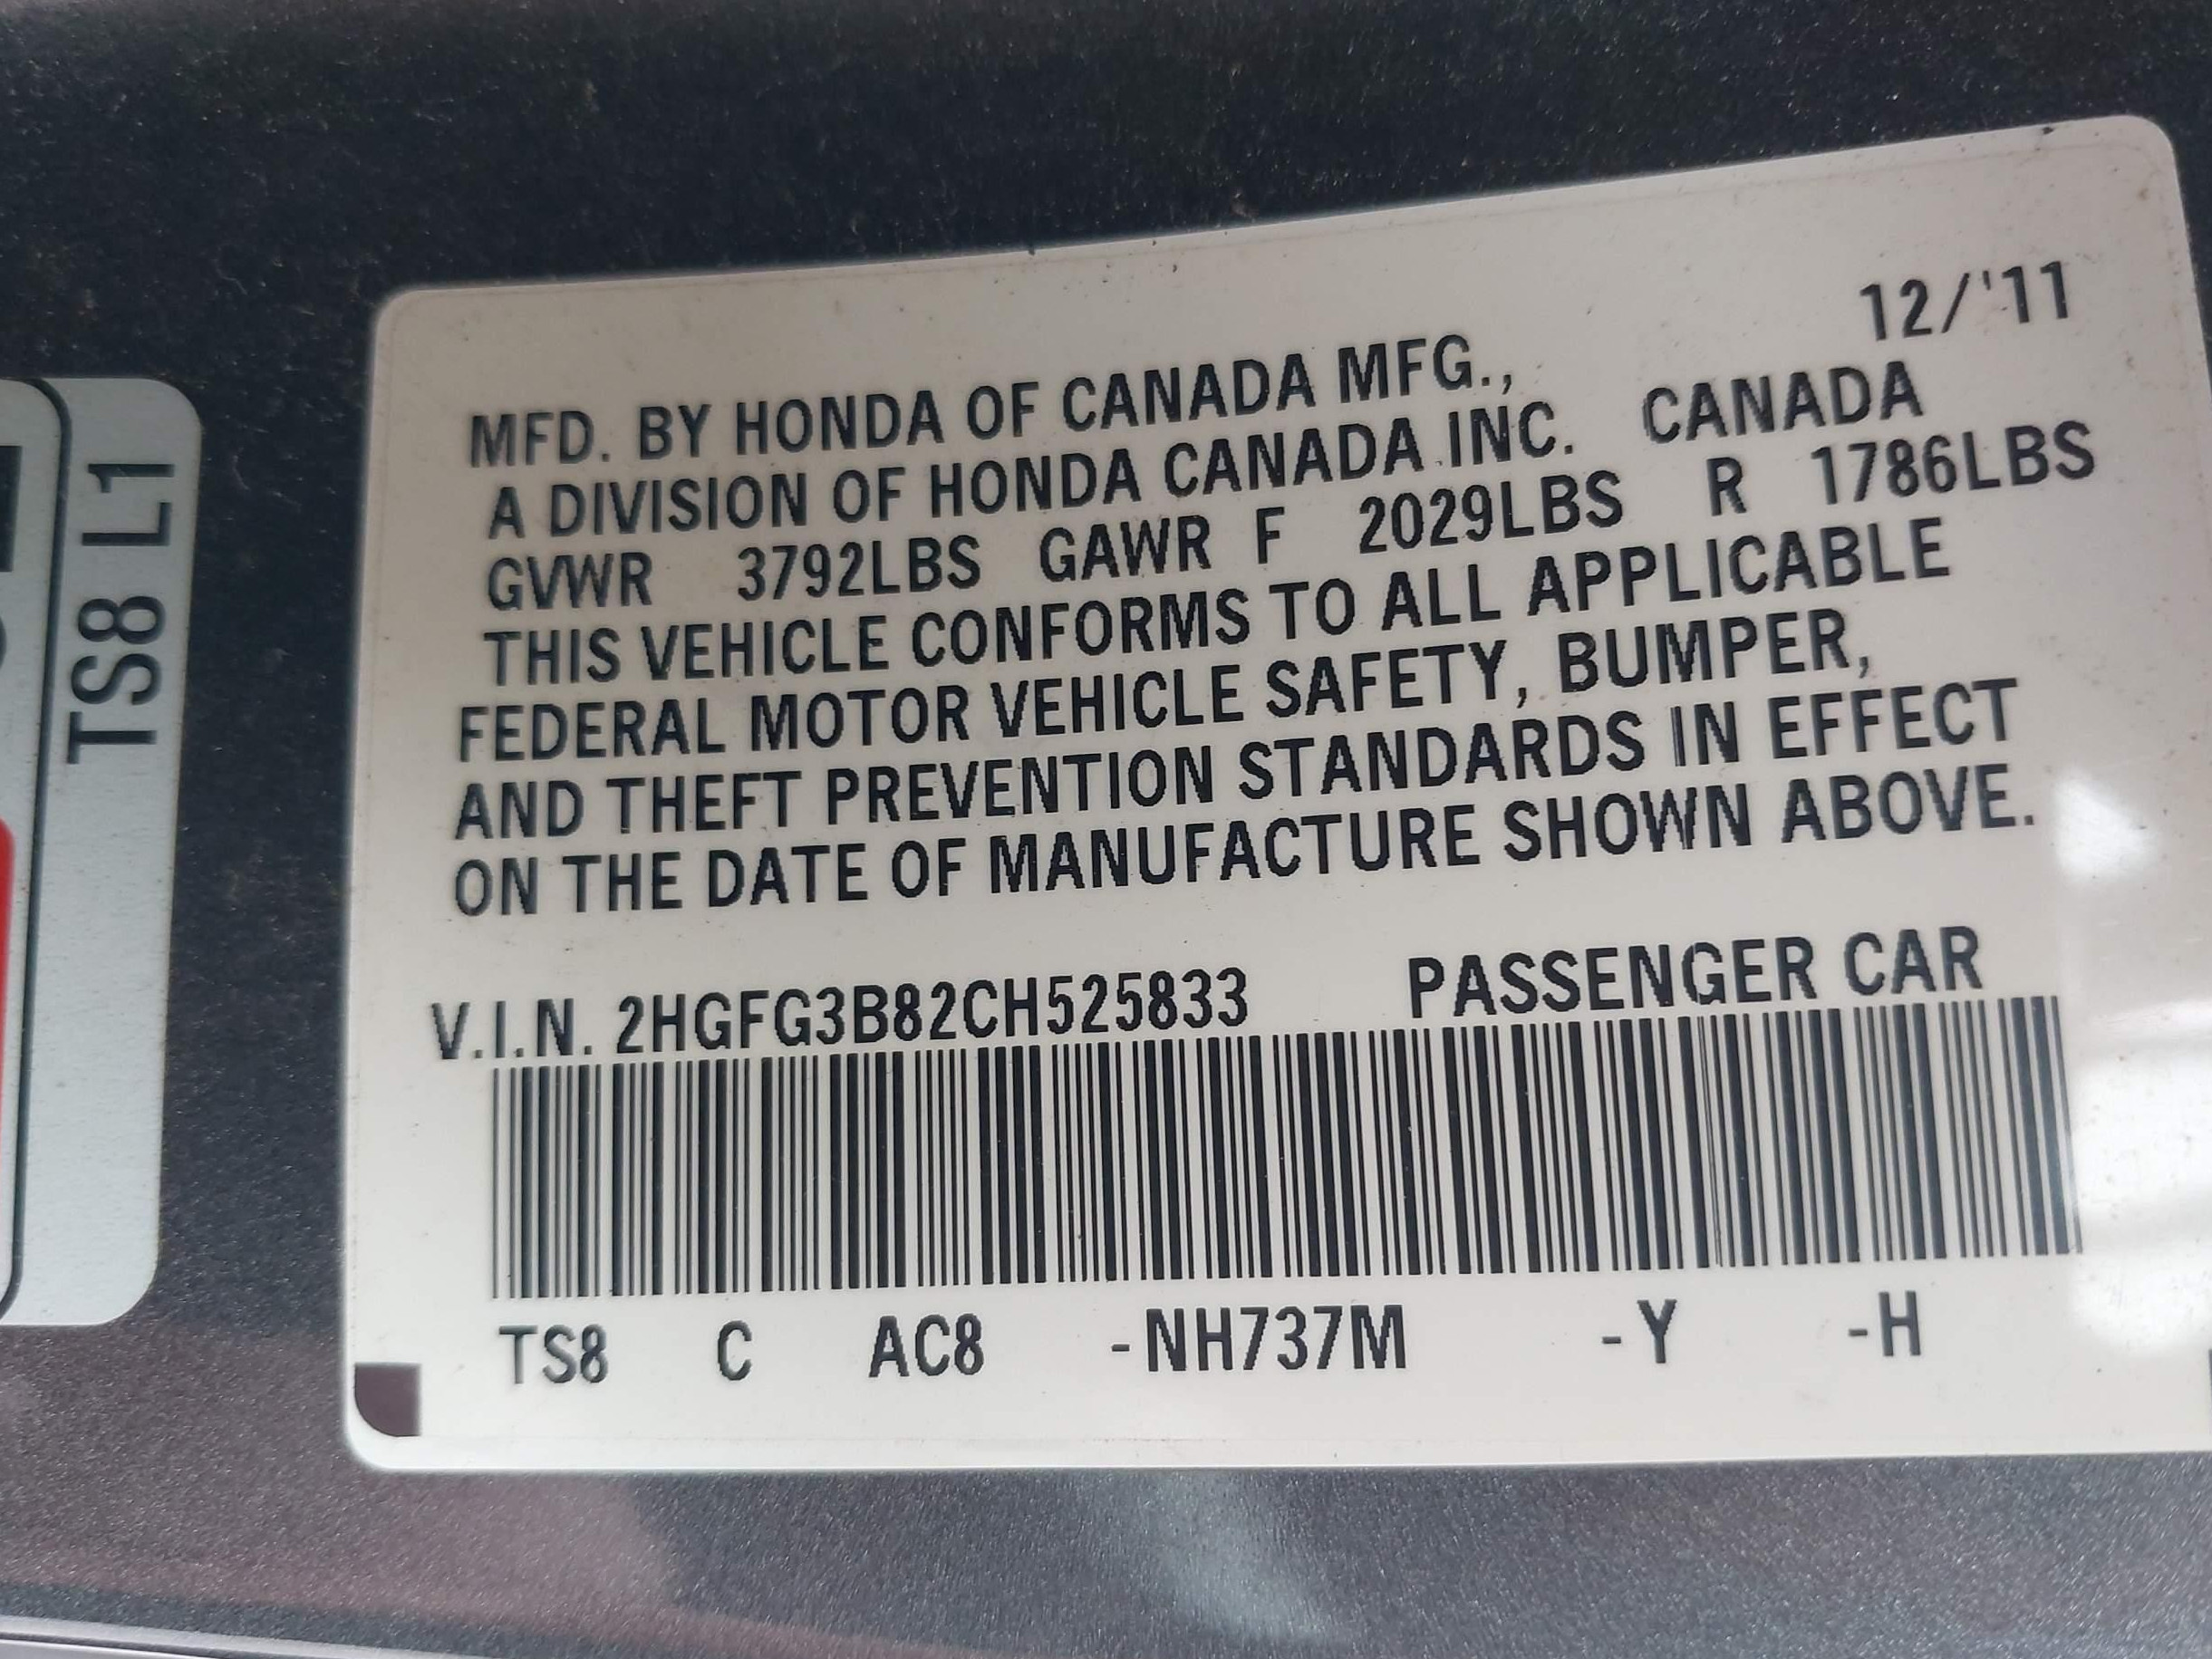 12/'11
MFD. BY HONDA OF CANADA MFG.,
A DIVISION OF HONDA CANADA INC. CANADA
GVWR 3792LBS GAWR F 2029LBS R 1786LBS
THIS VEHICLE CONFORMS TO ALL APPLICABLE
FEDERAL MOTOR VEHICLE SAFETY, BUMPER,
AND THEFT PREVENTION STANDARDS IN EFFECT
ON THE DATE OF MANUFACTURE SHOWN ABOVE.
V.I.N. 2HGFG3B82CH525833 PASSENGER CAR
TS8 C AC8 -NH737M -Y -H
TS8 L1